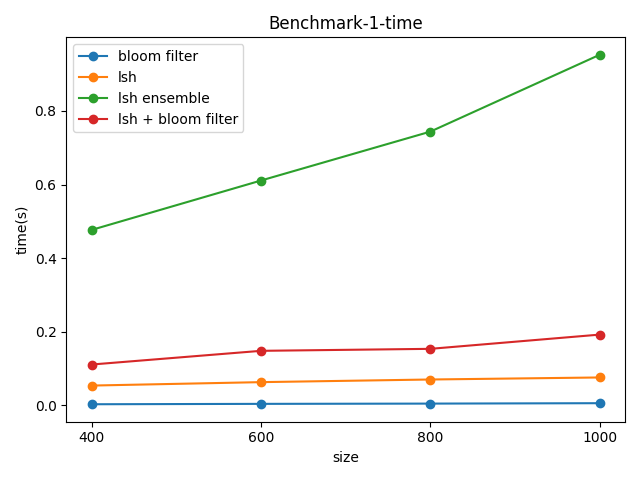 Benchmark-1-time
bloom filter
lsh
lsh ensemble
lsh + bloom filter
time(s)
0.8
0.6
0.4
0.2
0.0
400 600 800 1000
size